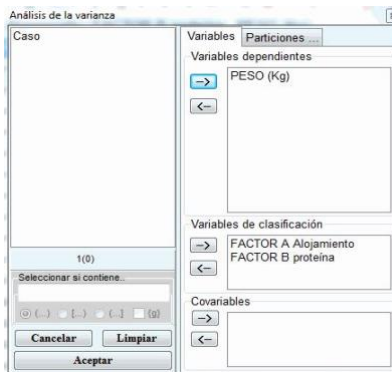 Análisis de la varianza
Caso
1(0)
Seleccionar si contiene..
(...) [...) (...] (g)
Cancelar Limpiar
Aceptar
Variables Particiones ...
Variables dependientes
-->
<--
PESO (Kg)
Variables de clasificación
-->
<--
FACTOR A Alojamiento
FACTOR B proteína
Covariables
-->
<--